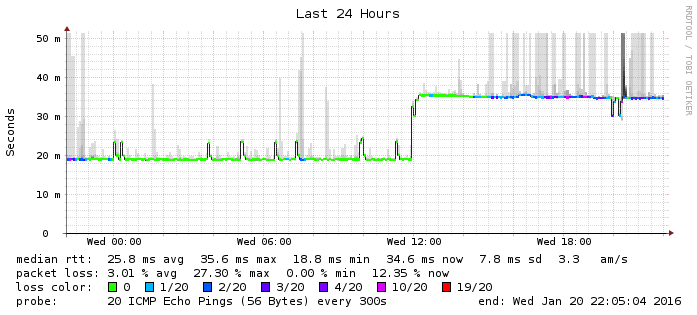 Last 24 Hours
RRDTOOL / TOBI OETIKER
Seconds
50 m
40 m
30 m
20 m
10 m
0
Wed 00:00 Wed 06:00 Wed 12:00 Wed 18:00
median rtt: 25.8 ms avg 35.6 ms max 18.8 ms min 34.6 ms now 7.8 ms sd 3.3 am/s
packet loss: 3.01 % avg 27.30 % max 0.00 % min 12.35 % now
loss color: 0 1/20 2/20 3/20 4/20 10/20 19/20
probe: 20 ICMP Echo Pings (56 Bytes) every 300s end: Wed Jan 20 22:05:04 2016